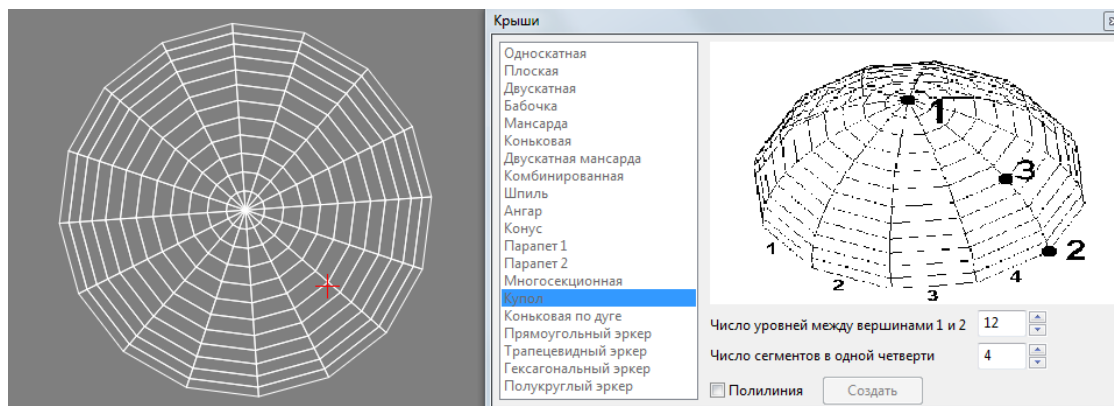 Крыши
Односкатная
Плоская
Двускатная
Бабочка
Мансарда
Коньковая
Двускатная мансарда
Комбинированная
Шпиль
Ангар
Конус
Парапет 1
Парапет 2
Многосекционная
Купол
Коньковая по дуге
Прямоугольный эркер
Трапецевидный эркер
Гексагональный эркер
Полукруглый эркер
1
3
2
1
2
3
4
Число уровней между вершинами 1 и 2 12
Число сегментов в одной четверти 4
Полилиния Создать